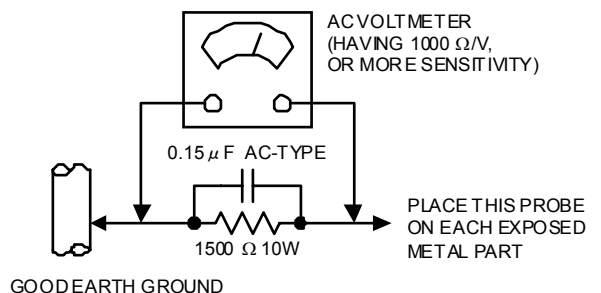 AC VOLTMETER
(HAVING 1000 Ω/V,
OR MORE SENSITIVITY)
0.15 μF AC-TYPE
1500 Ω 10W
PLACE THIS PROBE
ON EACH EXPOSED
METAL PART
GOOD EARTH GROUND